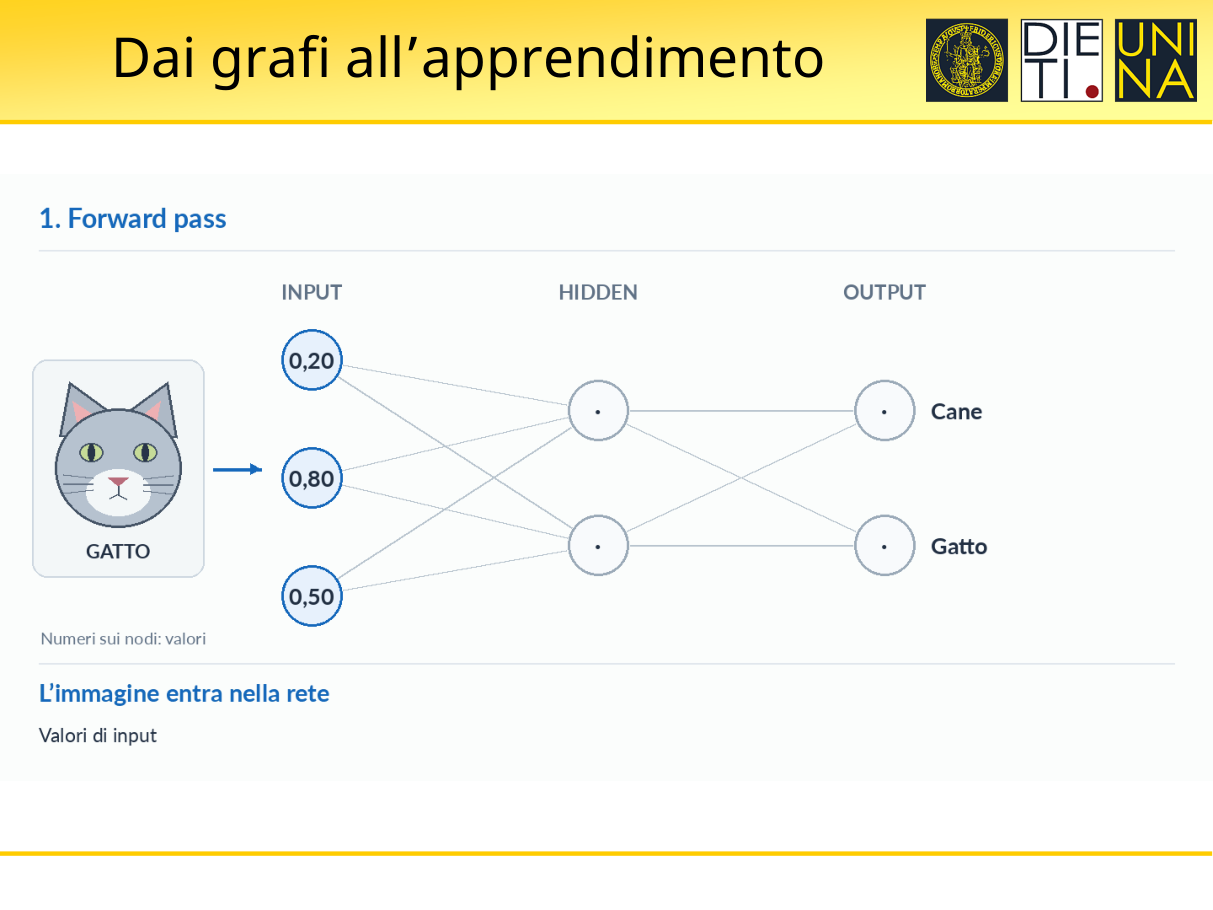 Dai grafi all’apprendimento
DIE
TI.
UNI
NA
1. Forward pass
INPUT
HIDDEN
OUTPUT
0,20
0,80
0,50
GATTO
Cane
Gatto
Numeri sui nodi: valori
L’immagine entra nella rete
Valori di input